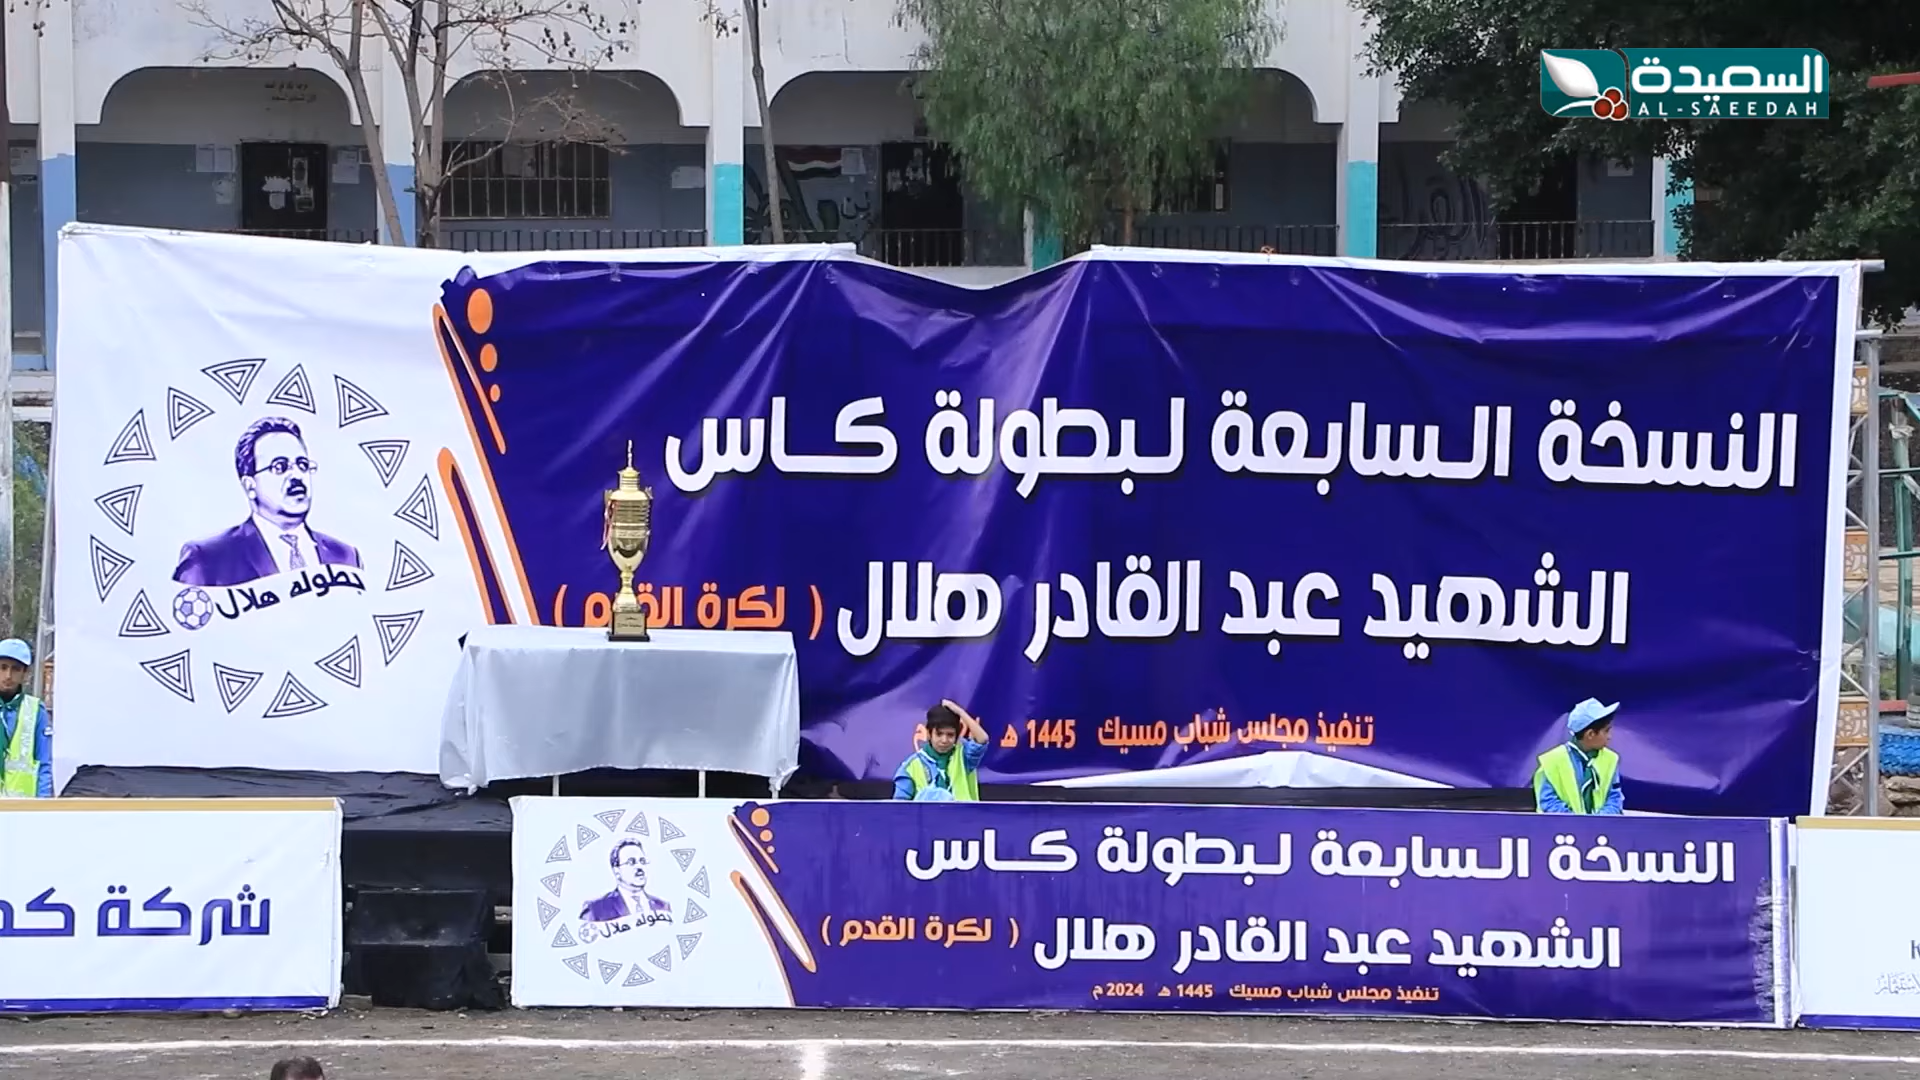 السعيدة
AL-SAEEDAH
النسخة السابعة لبطولة كاس
الشهيد عبد القادر هلال ( لكرة القدم )
تنفيذ مجلس شباب مسيك 1445 هـ
بطوله هلال
النسخة السابعة لبطولة كاس
الشهيد عبد القادر هلال ( لكرة القدم )
تنفيذ مجلس شباب مسيك 1445 هـ 2024 م
بطوله هلال
شركة